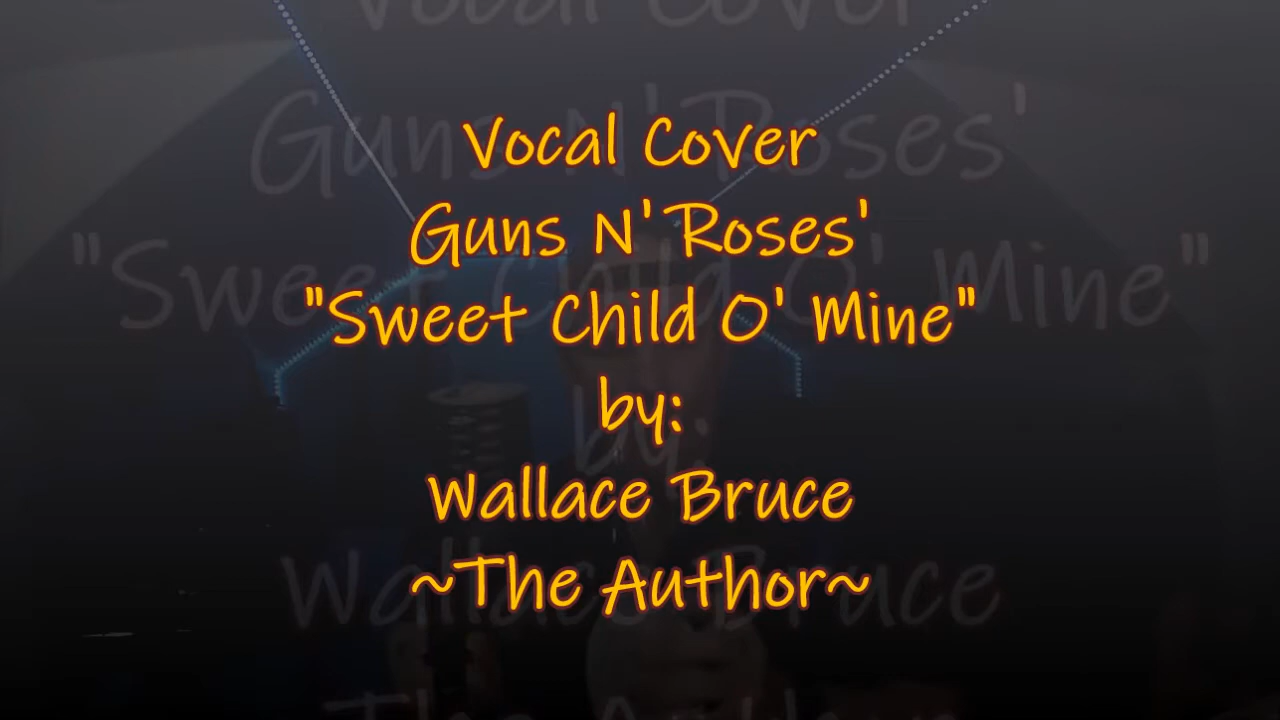 Vocal Cover
Guns N' Roses'
"Sweet Child O' Mine"
by:
Wallace Bruce
~The Author~